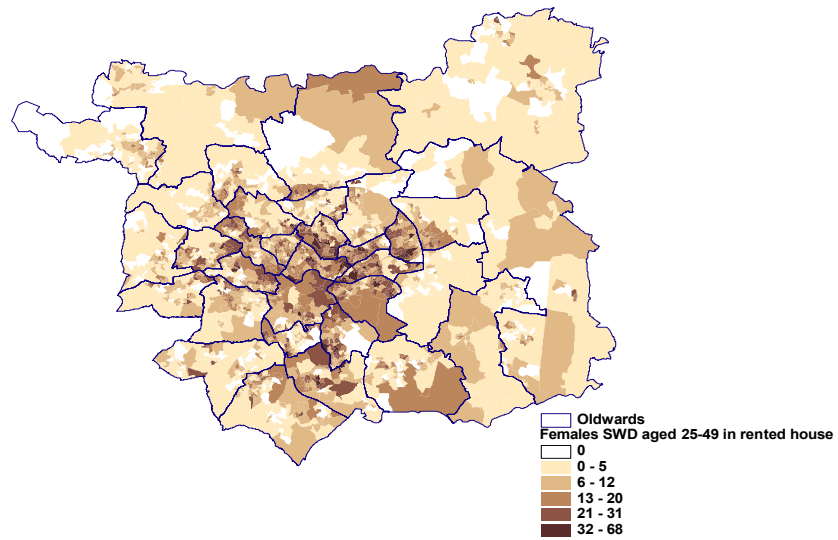 Oldwards
Females SWD aged 25-49 in rented house
0
0 - 5
6 - 12
13 - 20
21 - 31
32 - 68